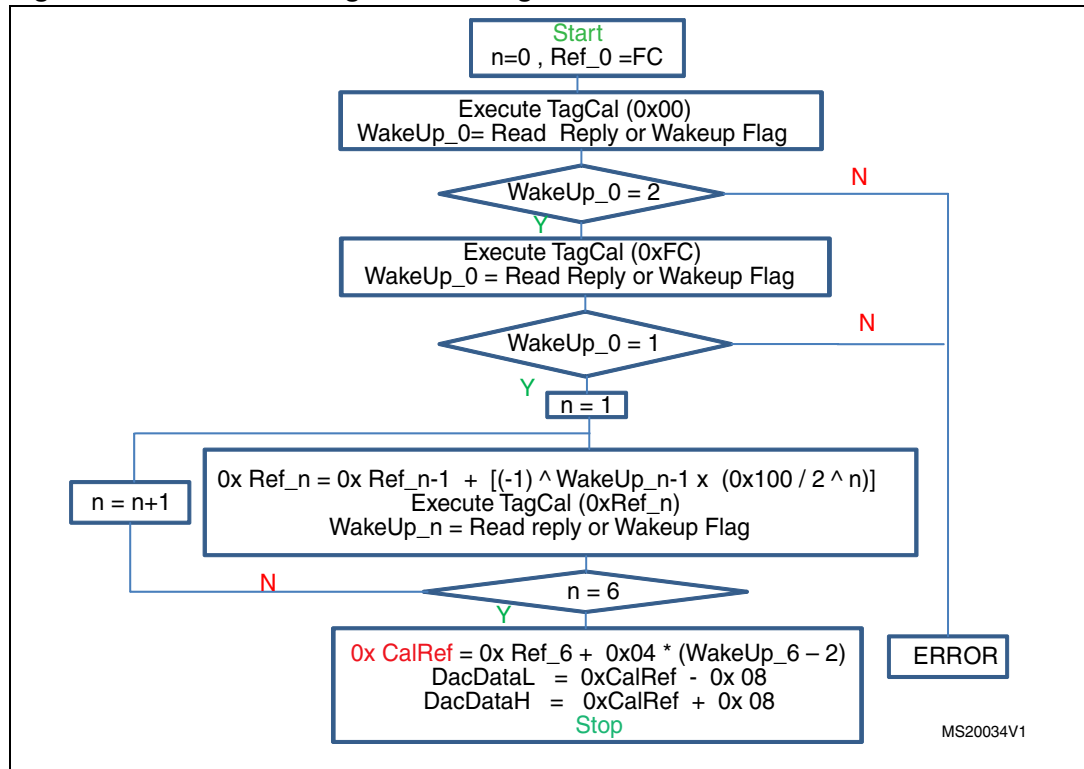 Start
n=0 , Ref_0 =FC
Execute TagCal (0x00)
WakeUp_0= Read Reply or Wakeup Flag
WakeUp_0 = 2
N
Y
Execute TagCal (0xFC)
WakeUp_0 = Read Reply or Wakeup Flag
WakeUp_0 = 1
N
Y
n = 1
0x Ref_n = 0x Ref_n-1 + [(-1) ^ WakeUp_n-1 x (0x100 / 2 ^ n)]
Execute TagCal (0xRef_n)
WakeUp_n = Read reply or Wakeup Flag
n = n+1
N
n = 6
Y
0x CalRef = 0x Ref_6 + 0x04 * (WakeUp_6 – 2)
DacDataL = 0xCalRef - 0x 08
DacDataH = 0xCalRef + 0x 08
Stop
ERROR
MS20034V1